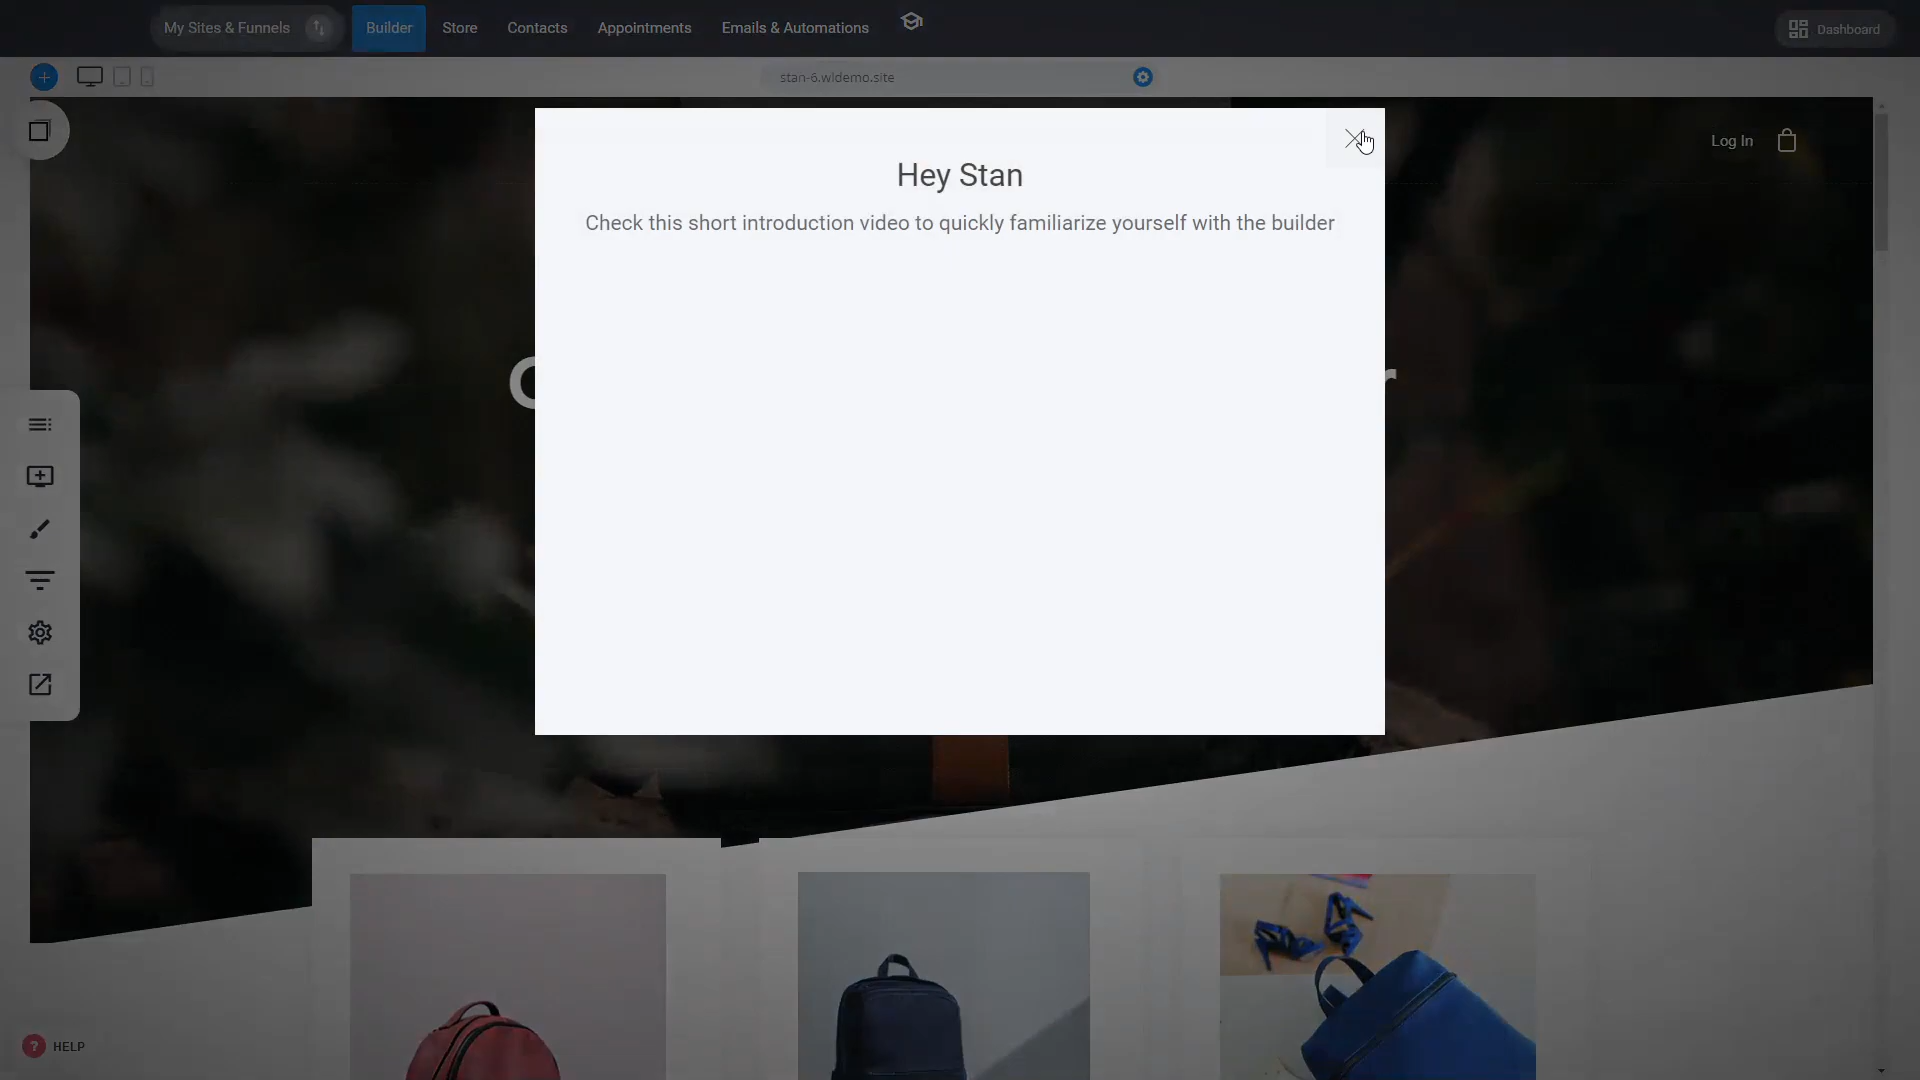 My Sites & Funnels
Builder
Store
Contacts
Appointments
Emails & Automations
Dashboard
stan-6.wldemo.site
Log In
Hey Stan
Check this short introduction video to quickly familiarize yourself with the builder
? HELP